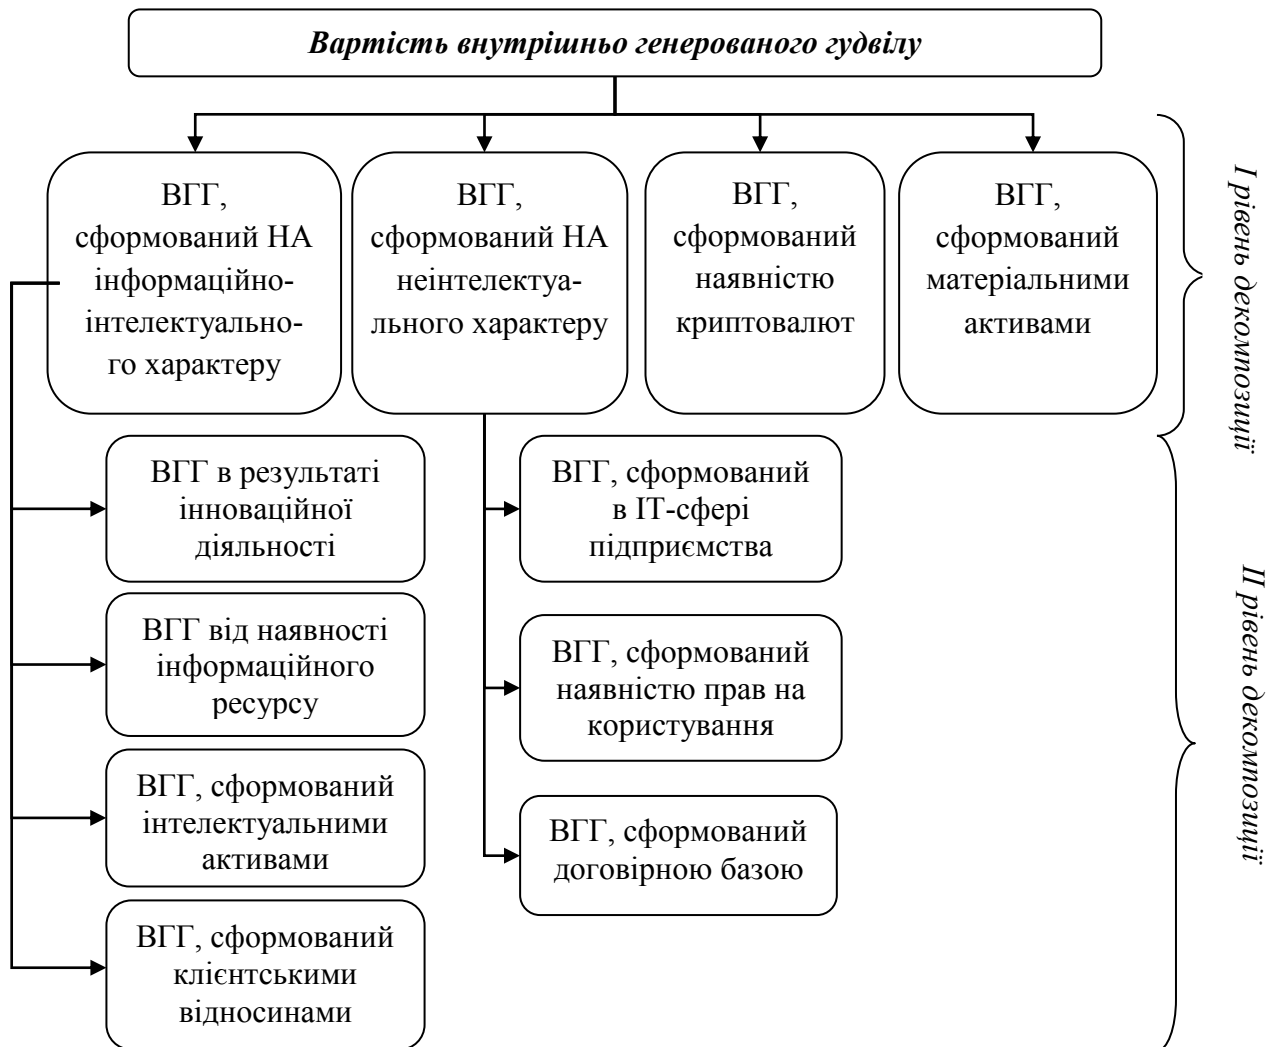 Вартість внутрішньо генерованого гудвілу
ВГГ,
сформований НА
інформаційно-
інтелектуально-
го характеру
ВГГ,
сформований НА
неінтелектуа-
льного характеру
ВГГ,
сформований
наявністю
криптовалют
ВГГ,
сформований
матеріальними
активами
І рівень декомпозиції
ВГГ в результаті
інноваційної
діяльності
ВГГ від наявності
інформаційного
ресурсу
ВГГ, сформований
інтелектуальними
активами
ВГГ, сформований
клієнтськими
відносинами
ВГГ, сформований
в ІТ-сфері
підприємства
ВГГ, сформований
наявністю прав на
користування
ВГГ, сформований
договірною базою
ІІ рівень декомпозиції